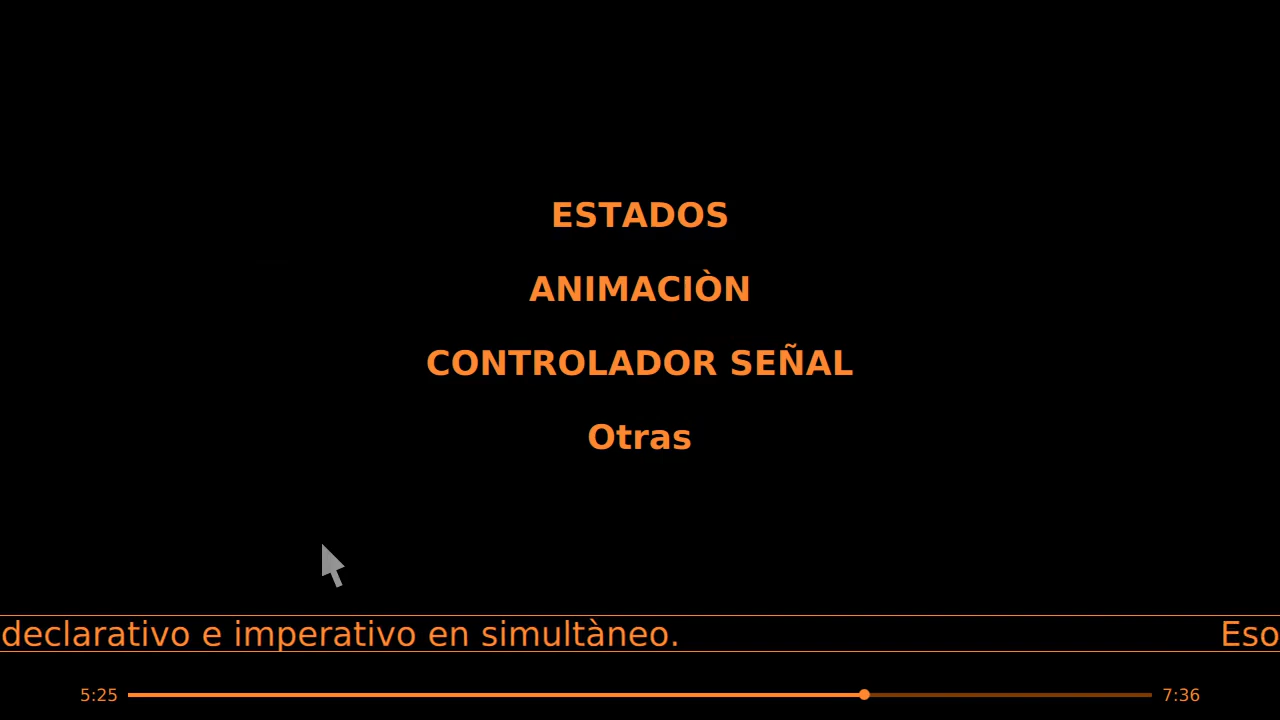 ESTADOS
ANIMACIÒN
CONTROLADOR SEÑAL
Otras
declarativo e imperativo en simultàneo. Eso
5:25 7:36